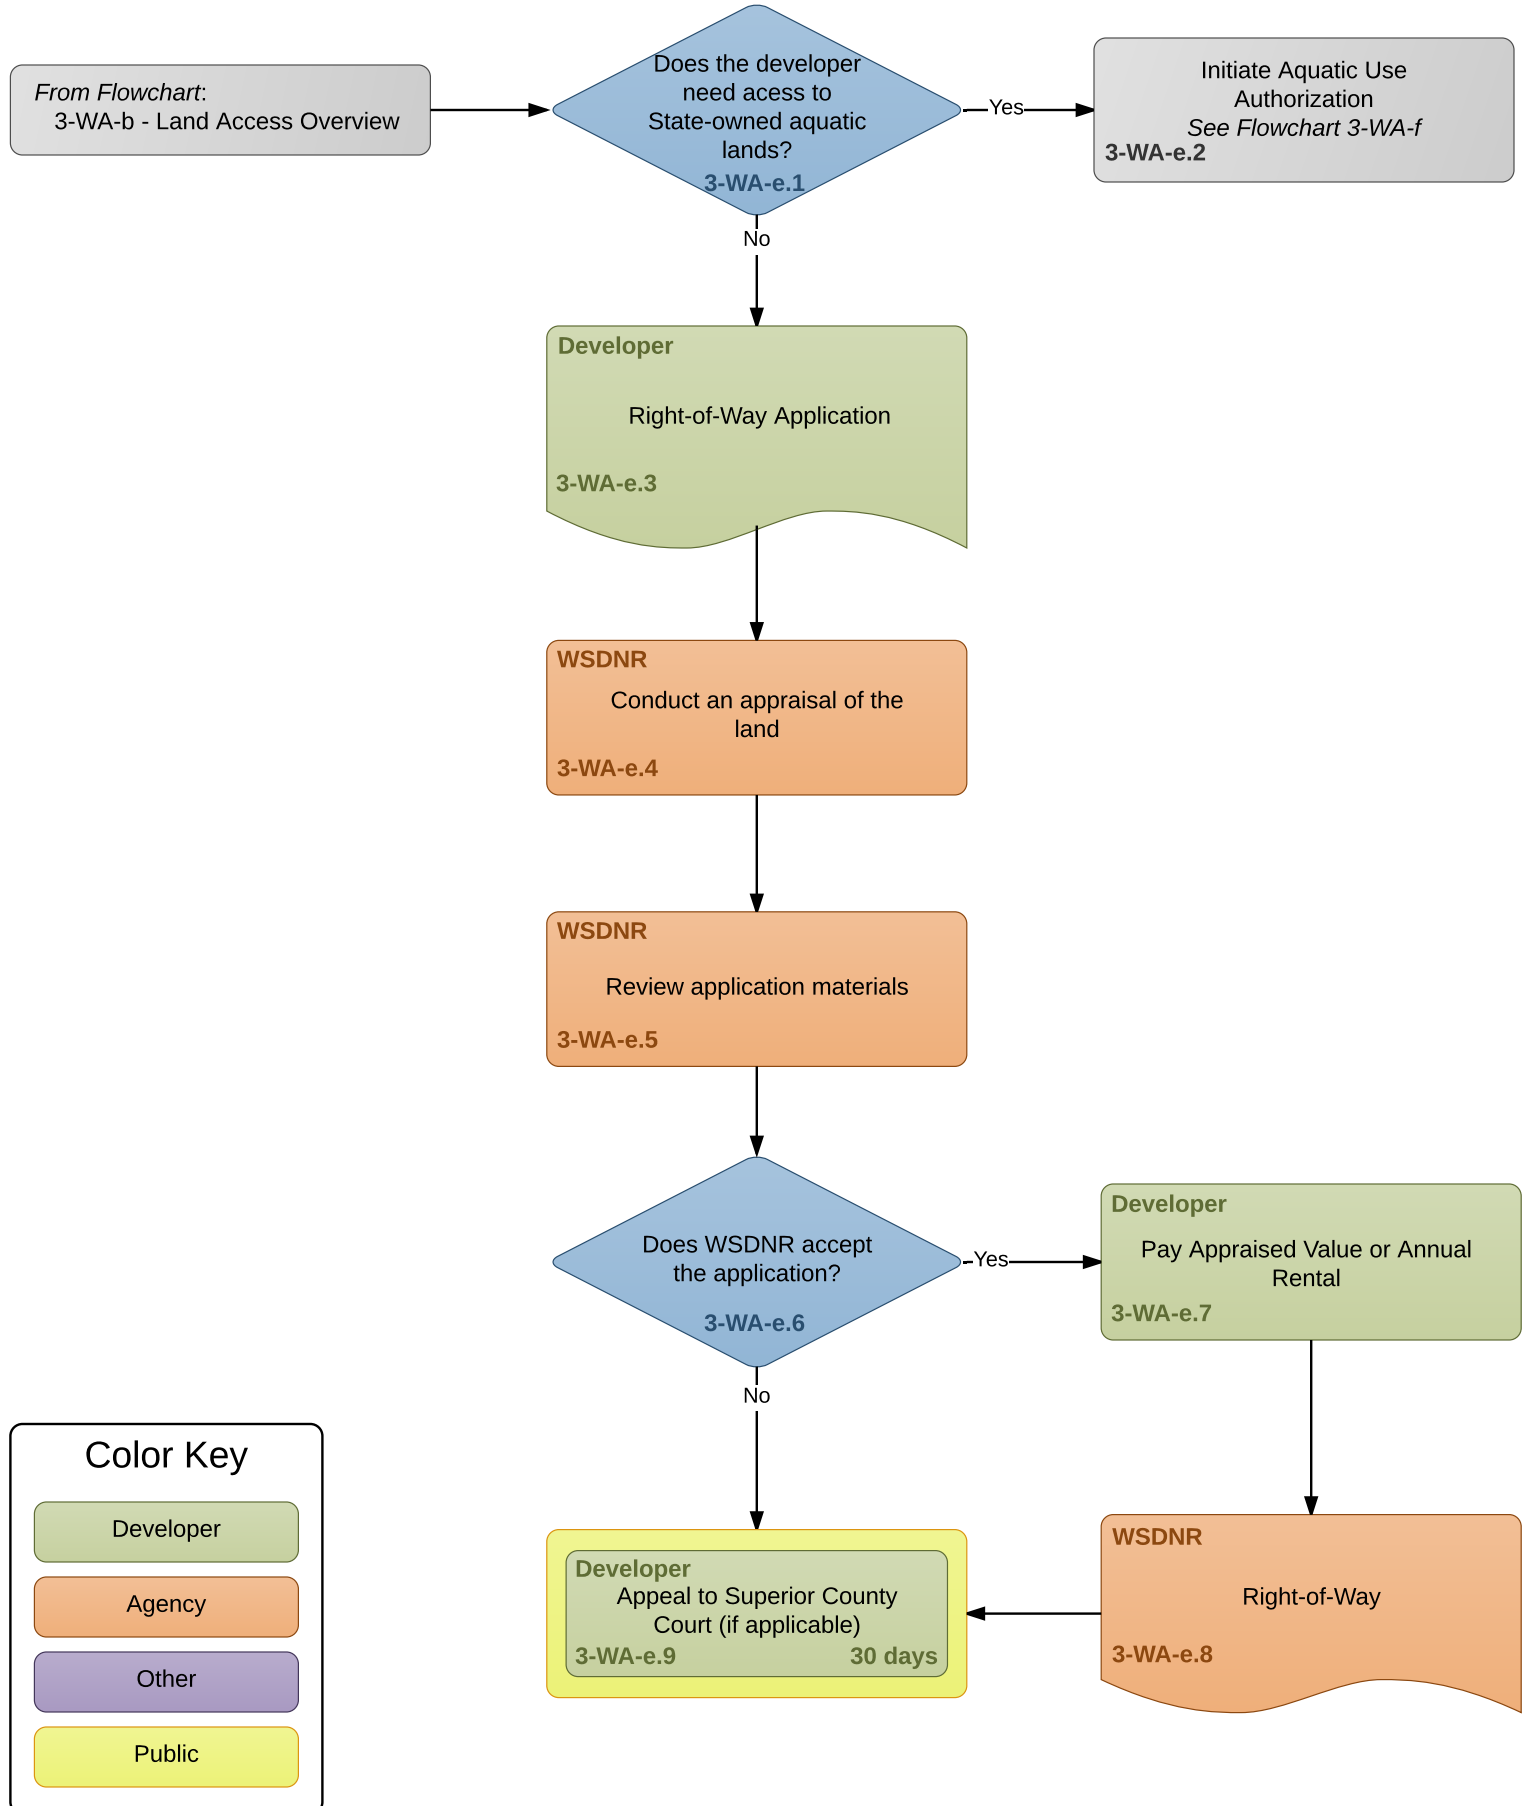 From Flowchart:
3-WA-b - Land Access Overview
Does the developer
need acess to
State-owned aquatic
lands?
3-WA-e.1
Yes
Initiate Aquatic Use
Authorization
See Flowchart 3-WA-f
3-WA-e.2
No
Developer
Right-of-Way Application
3-WA-e.3
WSDNR
Conduct an appraisal of the
land
3-WA-e.4
WSDNR
Review application materials
3-WA-e.5
Does WSDNR accept
the application?
3-WA-e.6
Yes
Developer
Pay Appraised Value or Annual
Rental
3-WA-e.7
No
WSDNR
Right-of-Way
3-WA-e.8
Developer
Appeal to Superior County
Court (if applicable)
3-WA-e.9 30 days
Color Key
Developer
Agency
Other
Public